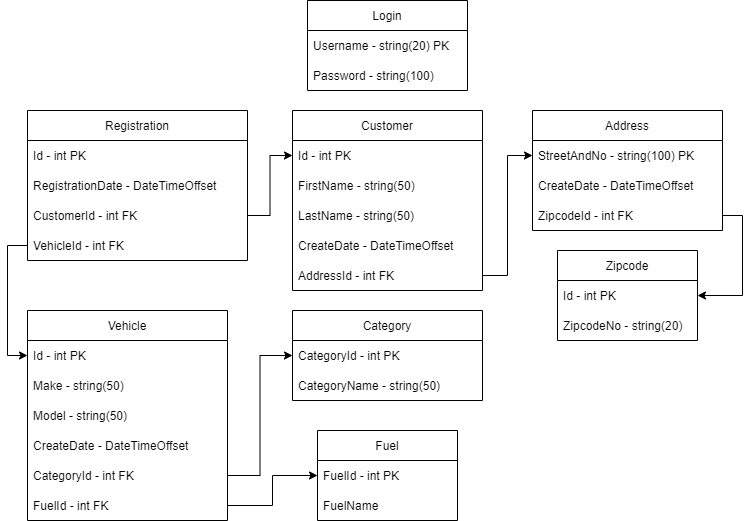 Login
Username - string(20) PK
Password - string(100)
Registration
Id - int PK
RegistrationDate - DateTimeOffset
CustomerId - int FK
VehicleId - int FK
Customer
Id - int PK
FirstName - string(50)
LastName - string(50)
CreateDate - DateTimeOffset
AddressId - int FK
Address
StreetAndNo - string(100) PK
CreateDate - DateTimeOffset
ZipcodeId - int FK
Zipcode
Id - int PK
ZipcodeNo - string(20)
Vehicle
Id - int PK
Make - string(50)
Model - string(50)
CreateDate - DateTimeOffset
CategoryId - int FK
FuelId - int FK
Category
CategoryId - int PK
CategoryName - string(50)
Fuel
FuelId - int PK
FuelName